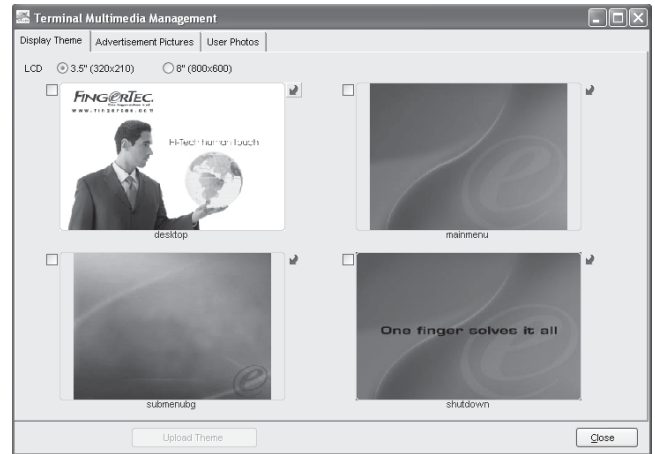 Terminal Multimedia Management
Display Theme Advertisement Pictures User Photos
LCD 3.5" (320x210) 8" (800x600)
FINGERTEC
www.fingertec.com
Hi-Tech human touch
desktop
mainmenu
One finger solves it all
submenubg
shutdown
Upload Theme
Close